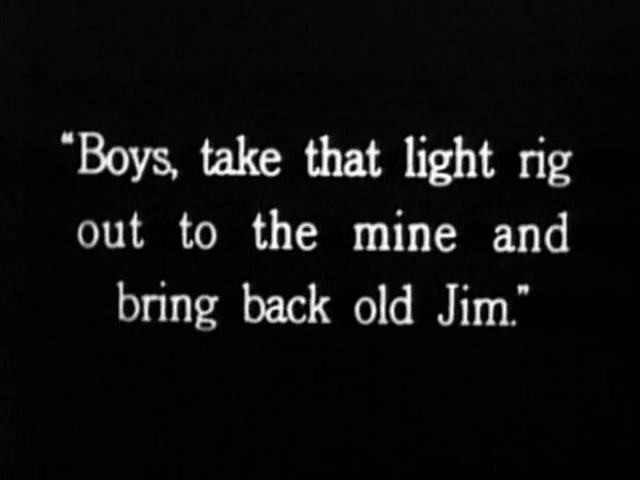 “Boys, take that light rig
out to the mine and
bring back old Jim.”